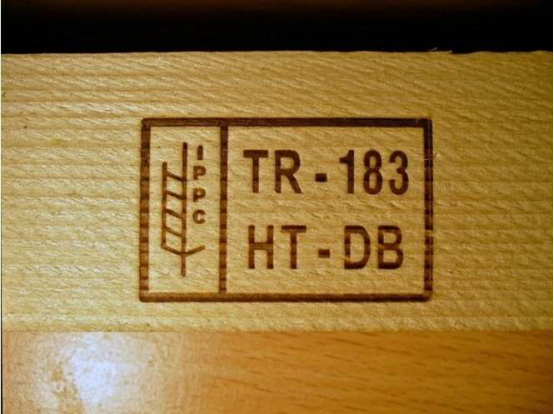 IPPC
TR - 183
HT - DB